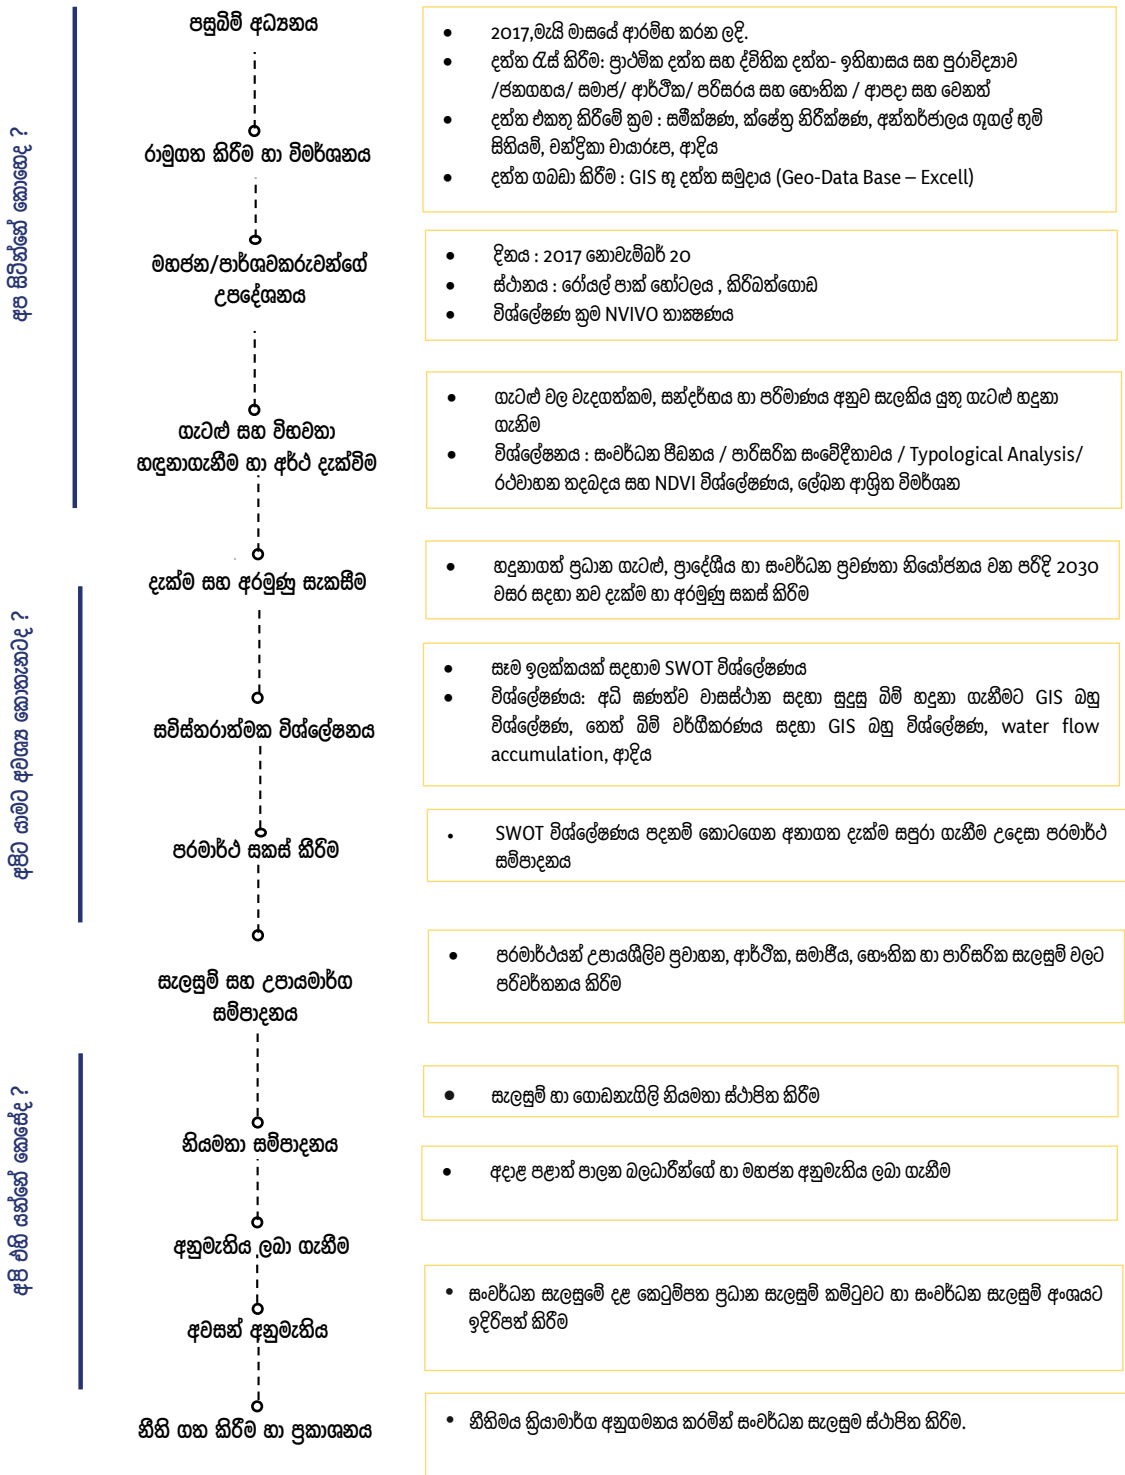 අප සිටින්නේ කොහෙද ?
පසුබිම් අධ්‍යනය
• 2017,මැයි මාසයේ ආරම්භ කරන ලදි.
• දත්ත රැස් කිරීම: ප්‍රාථමික දත්ත සහ ද්විතික දත්ත- ඉතිහාසය සහ පුරාවිද්‍යාව
/ජනගහය/ සමාජ/ ආර්ථික/ පරිසරය සහ භෞතික / ආපදා සහ වෙනත්
• දත්ත එකතු කිරීමේ ක්‍රම : සමීක්ෂණ, ක්ෂේත්‍ර නිරීක්ෂණ, අන්තර්ජාලය ගූගල් භූමි
සිතියම්, චන්ද්‍රිකා චායාරූප, ආදිය
• දත්ත ගබඩා කිරීම : GIS භූ දත්ත සමුදාය (Geo-Data Base – Excell)
රාමුගත කිරීම හා විමර්ශනය
මහජන/පාර්ශවකරුවන්ගේ
උපදේශනය
• දිනය : 2017 නොවැම්බර් 20
• ස්ථානය : රෝයල් පාක් හෝටලය , කිරිබත්ගොඩ
• විශ්ලේෂණ ක්‍රම NVIVO තාක්‍ෂණය
ගැටළු සහ විභවතා
හඳුනාගැනීම හා අර්ථ දැක්විම
• ගැටළු වල වැදගත්කම, සන්දර්භය හා පරිමාණය අනුව සැලකිය යුතු ගැටළු හදුනා
ගැනිම
• විශ්ලේෂනය : සංවර්ධන පීඩනය / පාරිසරික සංවේදීතාවය / Typological Analysis/
රථවාහන තදබදය සහ NDVI විශ්ලේෂණය, ලේඛන ආශ්‍රිත විමර්ශන
අපිට යාමට අවශ්‍ය කොතැනටද ?
දැක්ම සහ අරමුණු සැකසීම
• හදුනාගත් ප්‍රධාන ගැටළු, ප්‍රාදේශීය හා සංවර්ධන ප්‍රවණතා නියෝජනය වන පරිදි 2030
වසර සදහා නව දැක්ම හා අරමුණු සකස් කිරිම
සවිස්තරාත්මක විශ්ලේෂනය
• සෑම ඉලක්කයක් සදහාම SWOT විශ්ලේෂණය
• විශ්ලේෂණය: අධි ඝණත්ව වාසස්ථාන සදහා සුදුසු බිම් හදුනා ගැනීමට GIS බහු
විශ්ලේෂණ, තෙත් බිම් වර්ගීකරණය සදහා GIS බහු විශ්ලේෂණ, water flow
accumulation, ආදිය
පරමාර්ථ සකස් කිරිම
• SWOT විශ්ලේෂණය පදනම් කොටගෙන අනාගත දැක්ම සපුරා ගැනීම උදෙසා පරමාර්ථ
සම්පාදනය
සැලසුම් සහ උපායමාර්ග
සම්පාදනය
• පරමාර්ථයන් උපායශීලිව ප්‍රවාහන, ආර්ථික, සමාජීය, භෞතික හා පාරිසරික සැලසුම් වලට
පරිවර්තනය කිරිම
අපි එහි යන්නේ කෙසේද ?
• සැලසුම් හා ගොඩනැගිලි නියමතා ස්ථාපිත කිරීම
නියමතා සම්පාදනය
• අදාළ පළාත් පාලන බලධාරීන්ගේ හා මහජන අනුමැතිය ලබා ගැනීම
අනුමැතිය ලබා ගැනීම
• සංවර්ධන සැලසුමේ දළ කෙටුම්පත ප්‍රධාන සැලසුම් කමිටුවට හා සංවර්ධන සැලසුම් අංශයට
ඉදිරිපත් කිරීම
අවසන් අනුමැතිය
නීති ගත කිරීම හා ප්‍රකාශනය
• නීතිමය ක්‍රියාමාර්ග අනුගමනය කරමින් සංවර්ධන සැලසුම ස්ථාපිත කිරිම.